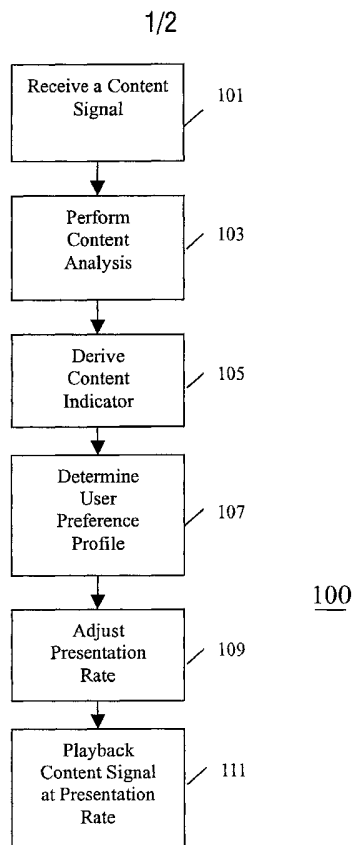 1/2
Receive a Content
Signal
101
Perform
Content
Analysis
103
Derive
Content
Indicator
105
Determine
User
Preference
Profile
107
100
Adjust
Presentation
Rate
109
Playback
Content Signal
at Presentation
Rate
111